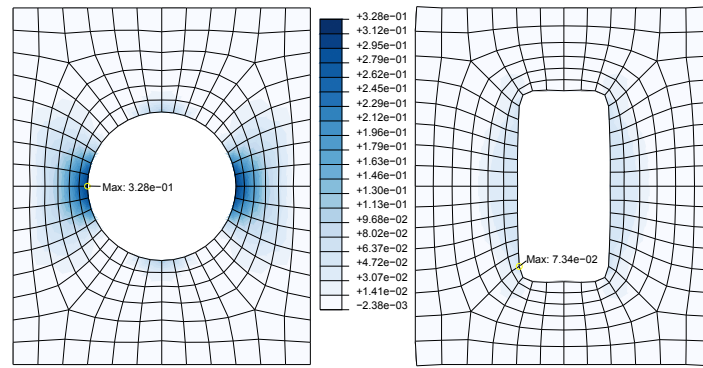 +3.28e−01
+3.12e−01
+2.95e−01
+2.79e−01
+2.62e−01
+2.45e−01
+2.29e−01
+2.12e−01
+1.96e−01
+1.79e−01
+1.63e−01
+1.46e−01
+1.30e−01
+1.13e−01
+9.68e−02
+8.02e−02
+6.37e−02
+4.72e−02
+3.07e−02
+1.41e−02
−2.38e−03
Max: 3.28e−01
Max: 7.34e−02